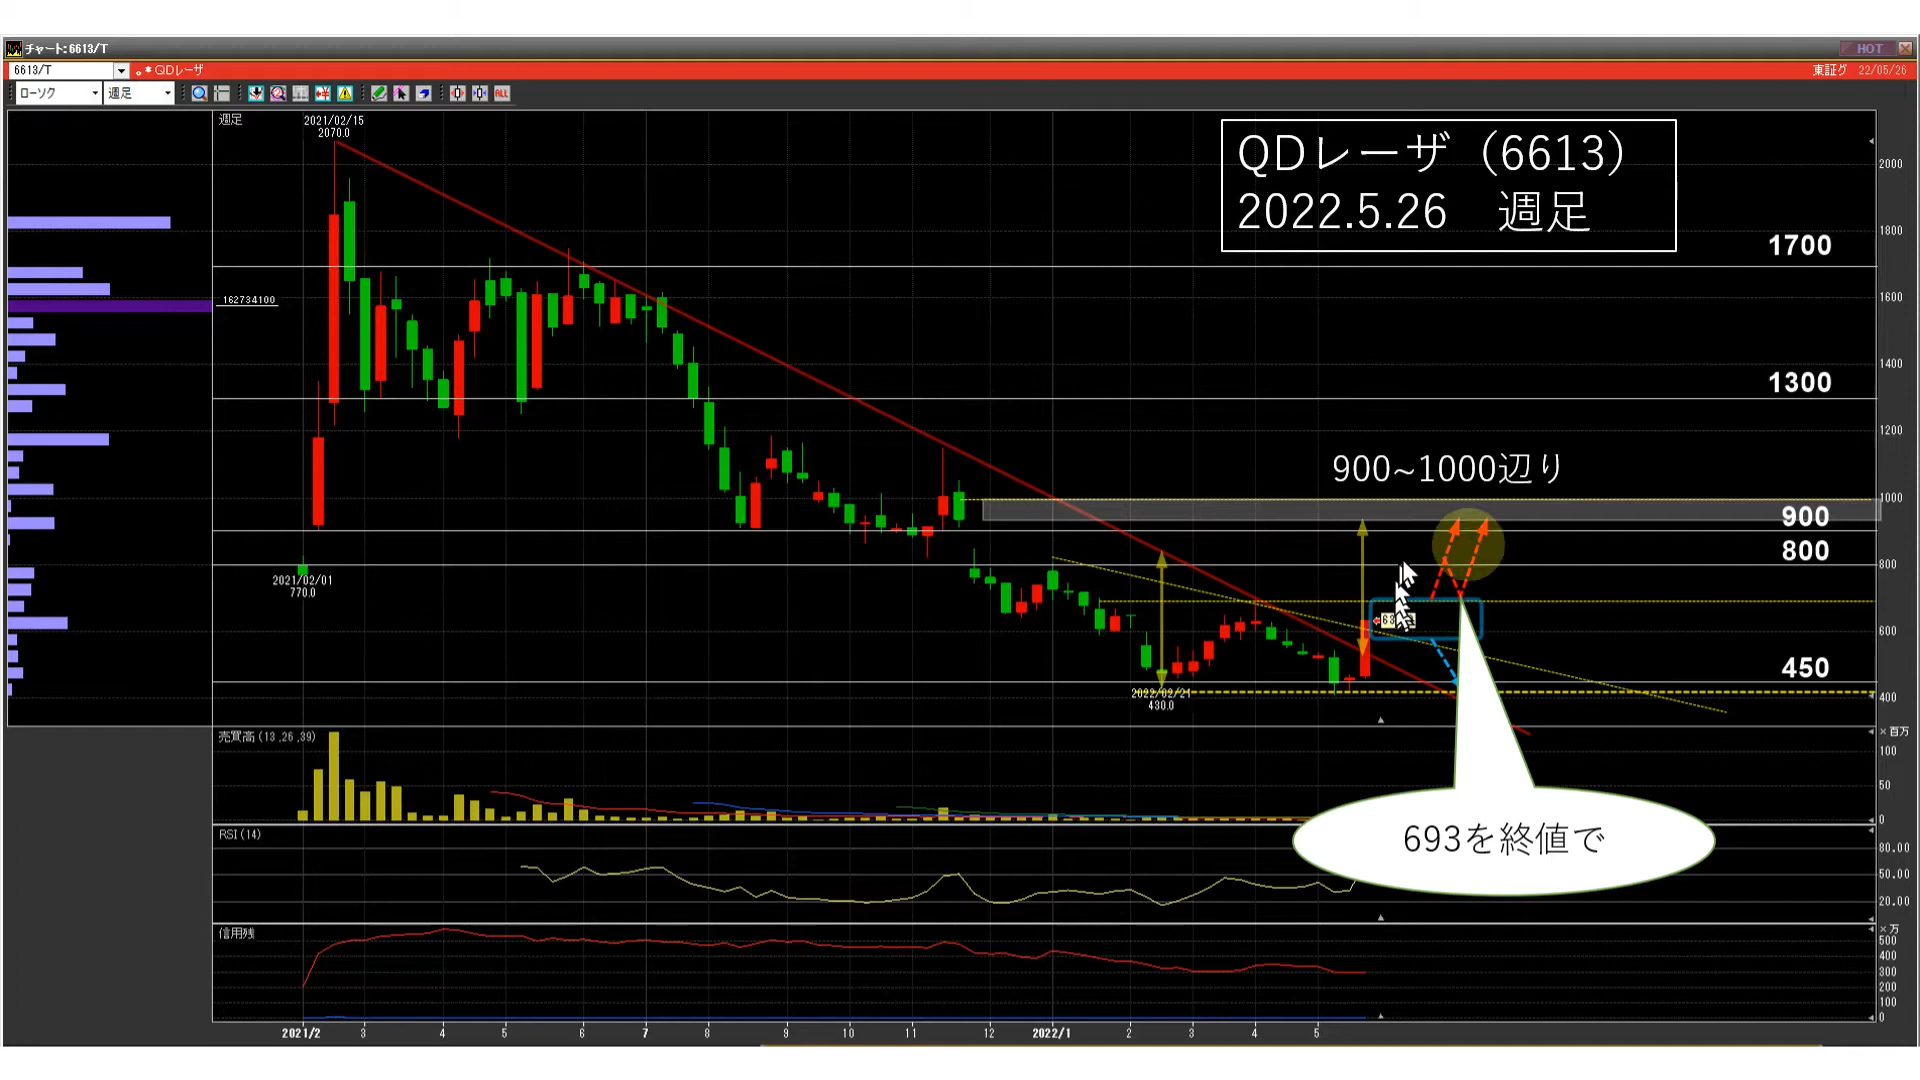 チャート:6613/T
HOT
6613/T
QDレーザ
東証グ 22/05/26
ローソク
週足
ALL
週足
2021/02/15
2070.0
QDレーザ（6613）
2022.5.26　週足
2000
1800
1700
162734100
1600
1400
1300
1200
900~1000辺り
1000
900
800
800
2021/02/01
770.0
600
450
2022/02/21
430.0
400
売買高(13,26,39)
×百万
100
50
0
RSI(14)
693を終値で
80.00
50.00
20.00
信用残
×万
500
400
300
200
100
0
2021/2 3 4 5 6 7 8 9 10 11 12 2022/1 2 3 4 5